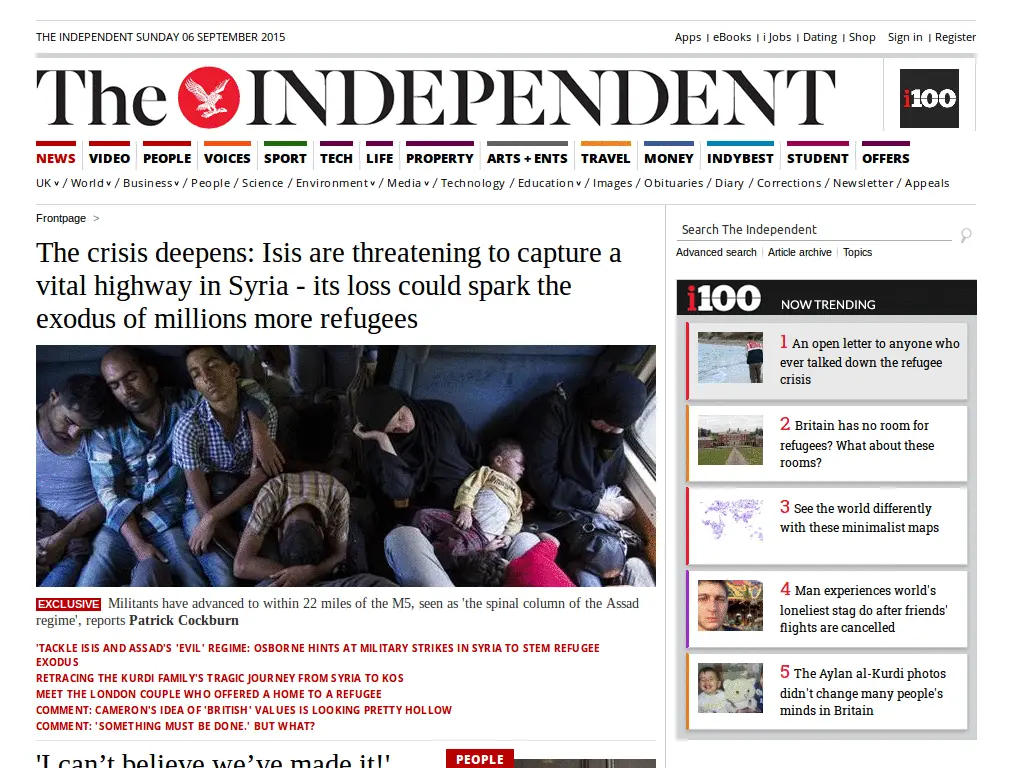 THE INDEPENDENT SUNDAY 06 SEPTEMBER 2015
Apps | eBooks | i Jobs | Dating | Shop Sign in | Register
The INDEPENDENT
i100
NEWS VIDEO PEOPLE VOICES SPORT TECH LIFE PROPERTY ARTS + ENTS TRAVEL MONEY INDYBEST STUDENT OFFERS
UK / World / Business / People / Science / Environment / Media / Technology / Education / Images / Obituaries / Diary / Corrections / Newsletter / Appeals
Frontpage >
The crisis deepens: Isis are threatening to capture a
vital highway in Syria - its loss could spark the
exodus of millions more refugees
EXCLUSIVE Militants have advanced to within 22 miles of the M5, seen as 'the spinal column of the Assad
regime', reports Patrick Cockburn
'TACKLE ISIS AND ASSAD'S 'EVIL' REGIME: OSBORNE HINTS AT MILITARY STRIKES IN SYRIA TO STEM REFUGEE
EXODUS
RETRACING THE KURDI FAMILY'S TRAGIC JOURNEY FROM SYRIA TO KOS
MEET THE LONDON COUPLE WHO OFFERED A HOME TO A REFUGEE
COMMENT: CAMERON'S IDEA OF 'BRITISH' VALUES IS LOOKING PRETTY HOLLOW
COMMENT: 'SOMETHING MUST BE DONE.' BUT WHAT?
'I can't believe we've made it!'
PEOPLE
Search The Independent
Advanced search | Article archive | Topics
i100 NOW TRENDING
1 An open letter to anyone who
ever talked down the refugee
crisis
2 Britain has no room for
refugees? What about these
rooms?
3 See the world differently
with these minimalist maps
4 Man experiences world's
loneliest stag do after friends'
flights are cancelled
5 The Aylan al-Kurdi photos
didn't change many people's
minds in Britain